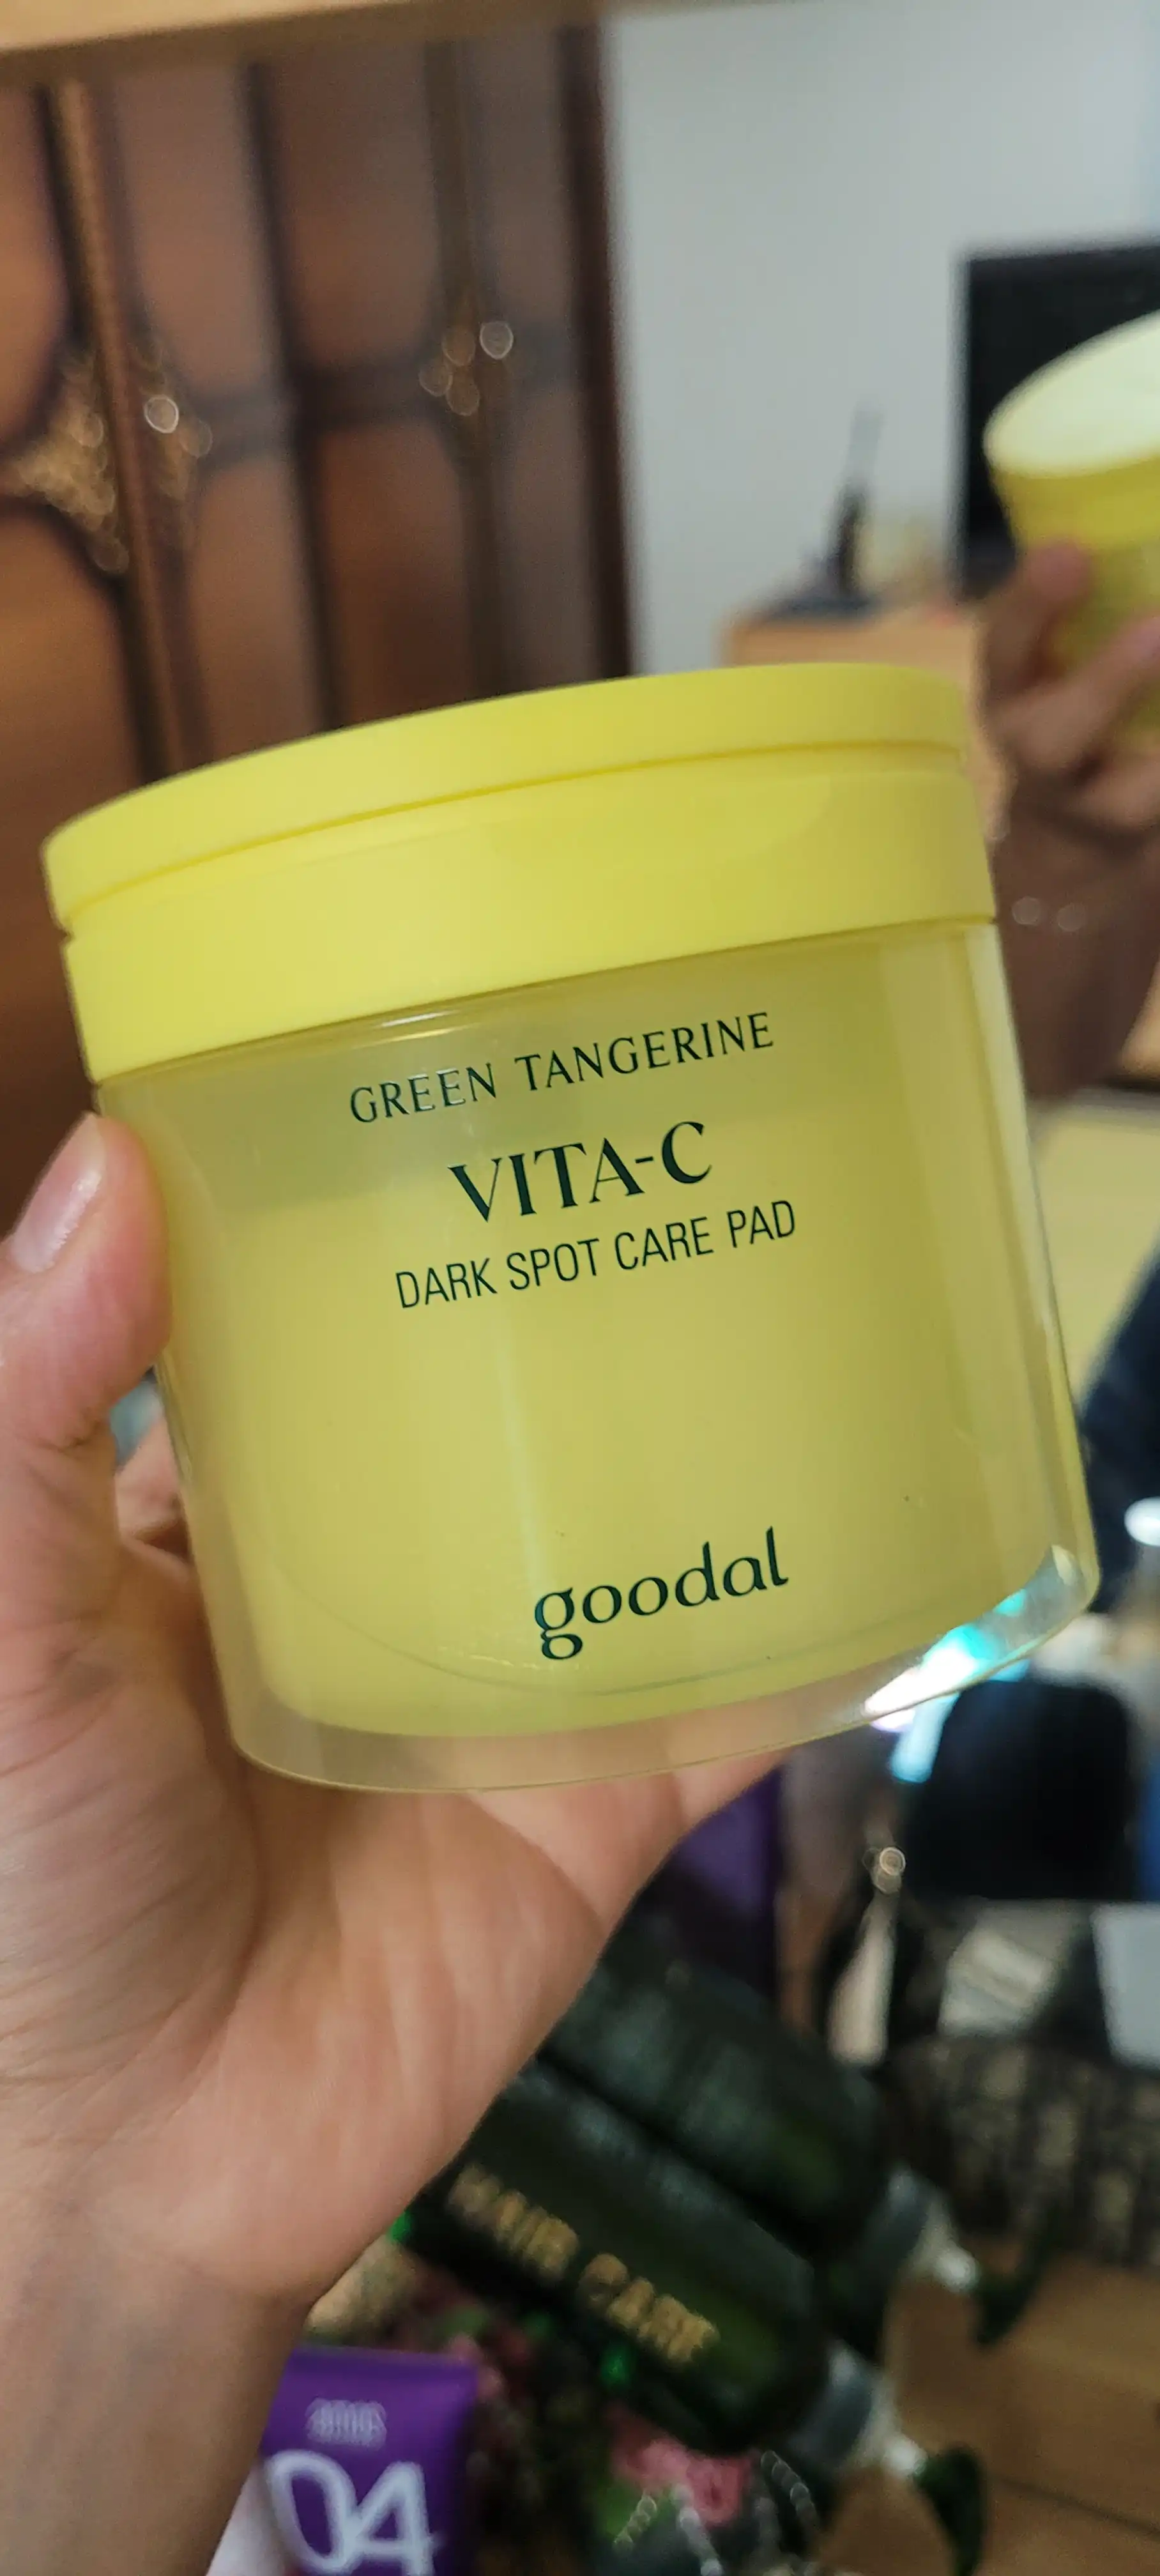 GREEN TANGERINE
VITA-C
DARK SPOT CARE PAD
goodal
HAIR CARE
04